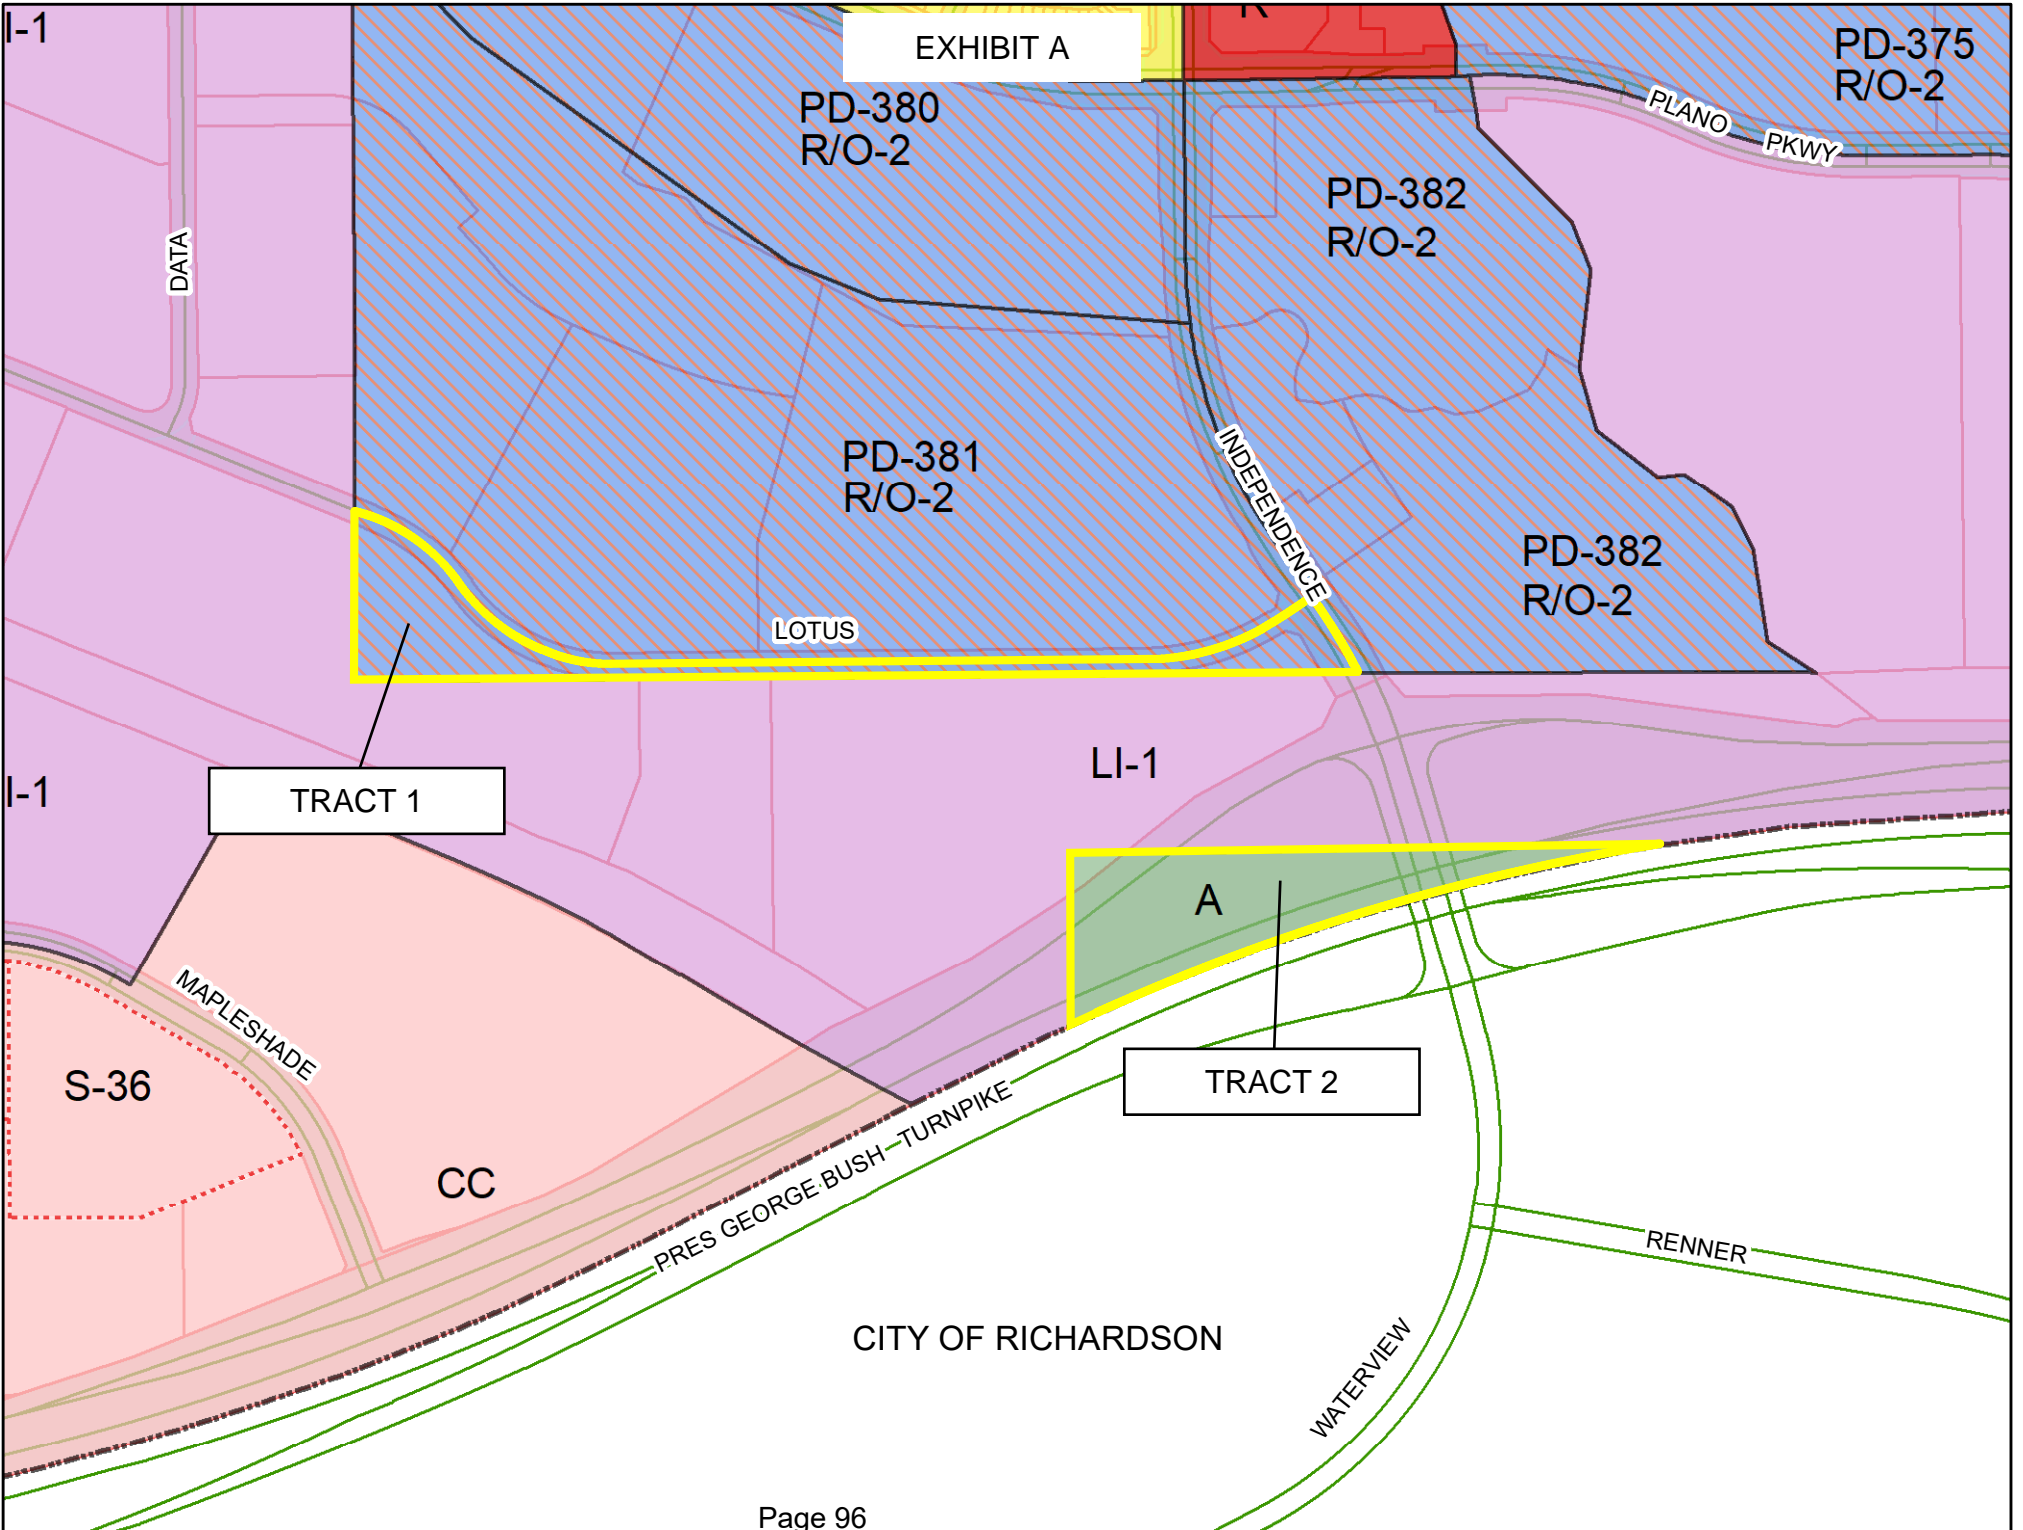 I-1
EXHIBIT A
R
PD-375
R/O-2
PD-380
R/O-2
PLANO
PKWY
PD-382
R/O-2
DATA
PD-381
R/O-2
INDEPENDENCE
PD-382
R/O-2
LOTUS
LI-1
I-1
TRACT 1
A
MAPLESHADE
S-36
TRACT 2
CC
PRES GEORGE BUSH TURNPIKE
RENNER
CITY OF RICHARDSON
WATERVIEW
Page 96